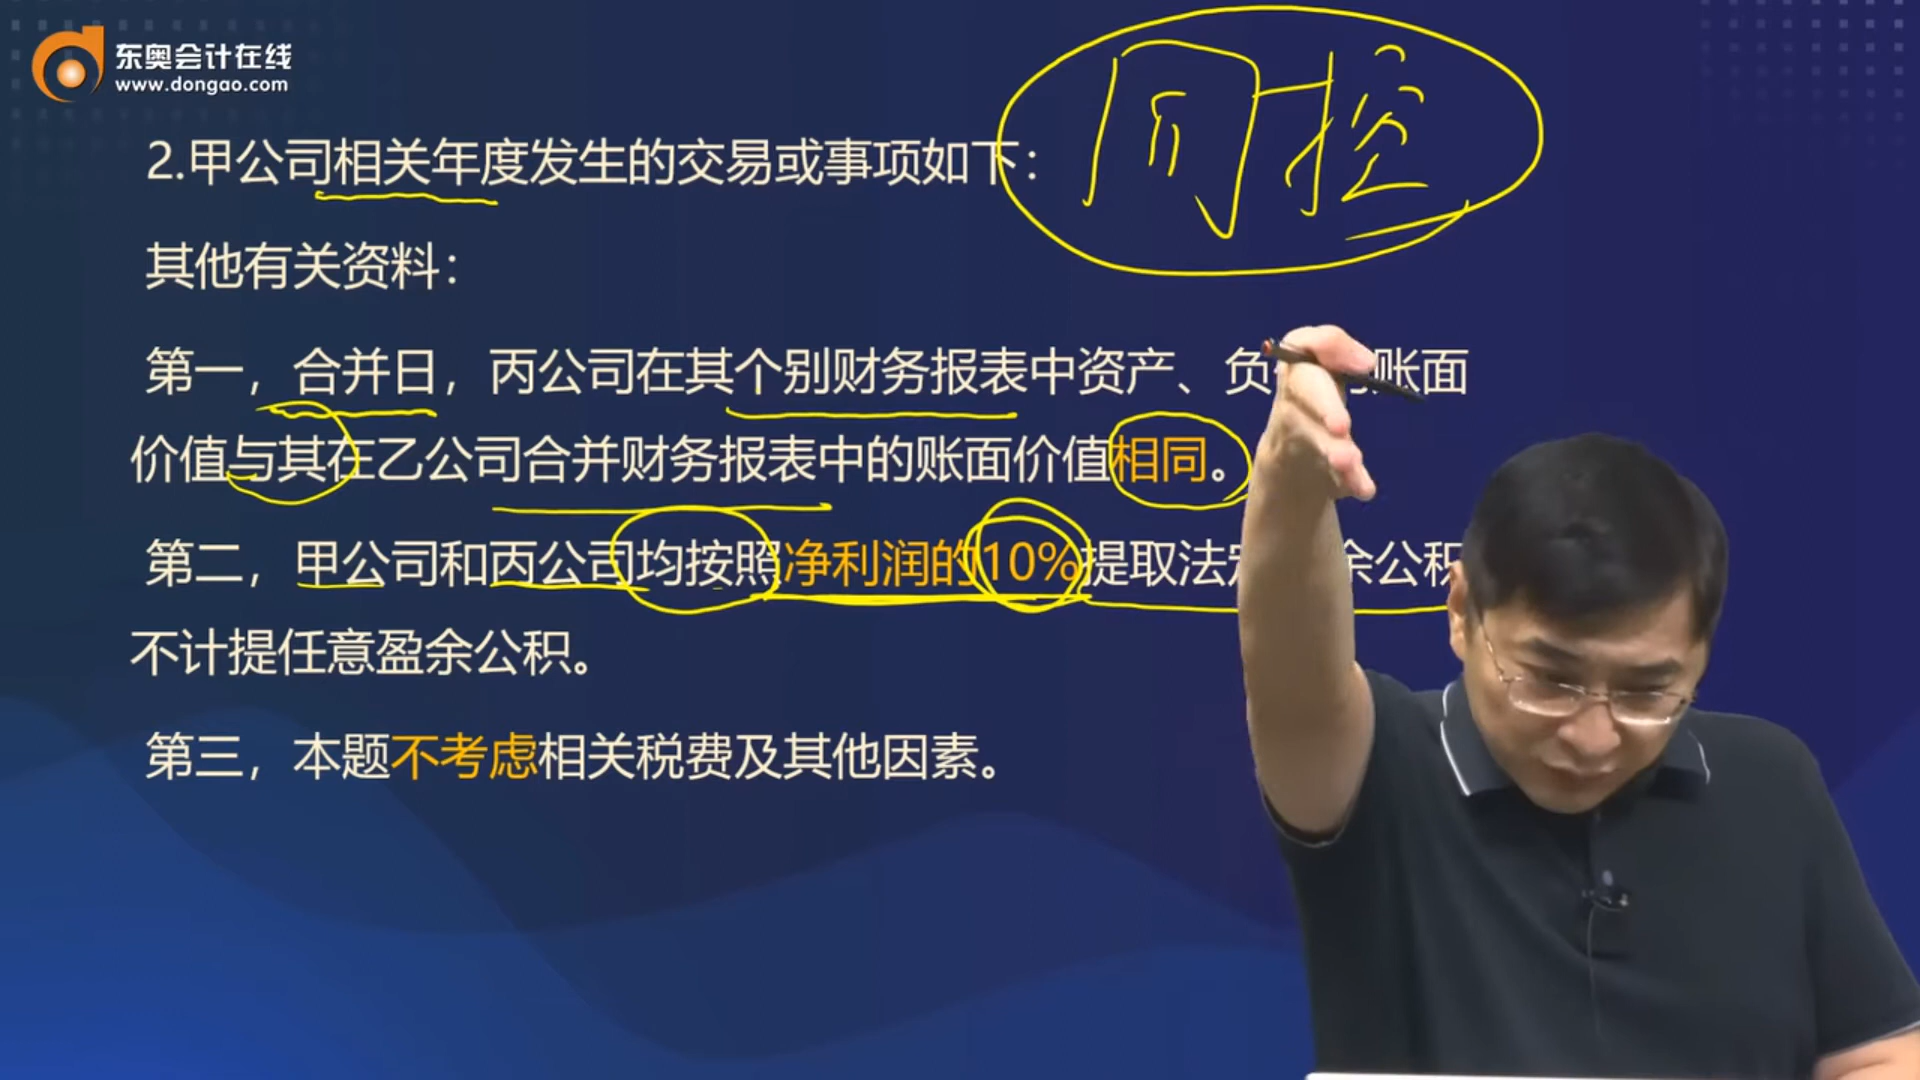 东奥会计在线
www.dongao.com
同控
2.甲公司相关年度发生的交易或事项如下：
其他有关资料：
第一，合并日，丙公司在其个别财务报表中资产、负 账面
价值与其在乙公司合并财务报表中的账面价值相同。
第二，甲公司和丙公司均按照净利润的10%提取法定 余公积
不计提任意盈余公积。
第三，本题不考虑相关税费及其他因素。